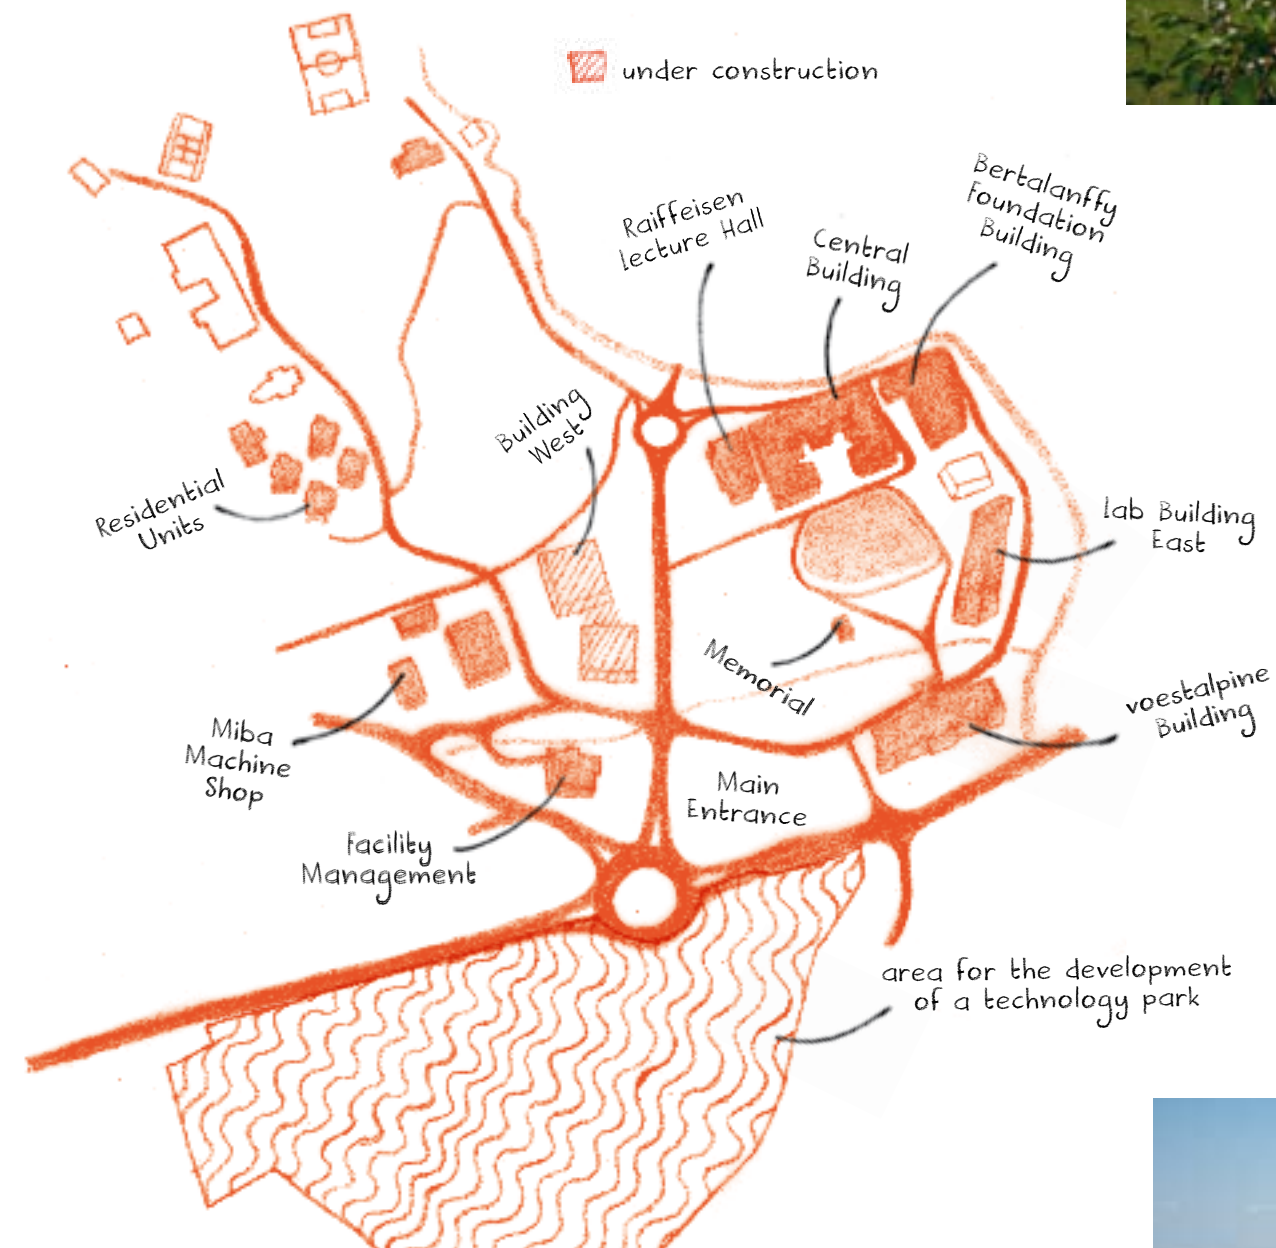 under construction
Bertalanffy
Foundation
Building
Raiffeisen
Lecture Hall
Central
Building
Building
West
Residential
Units
Lab Building
East
Memorial
voestalpine
Building
Miba
Machine
Shop
Main
Entrance
Facility
Management
area for the development
of a technology park